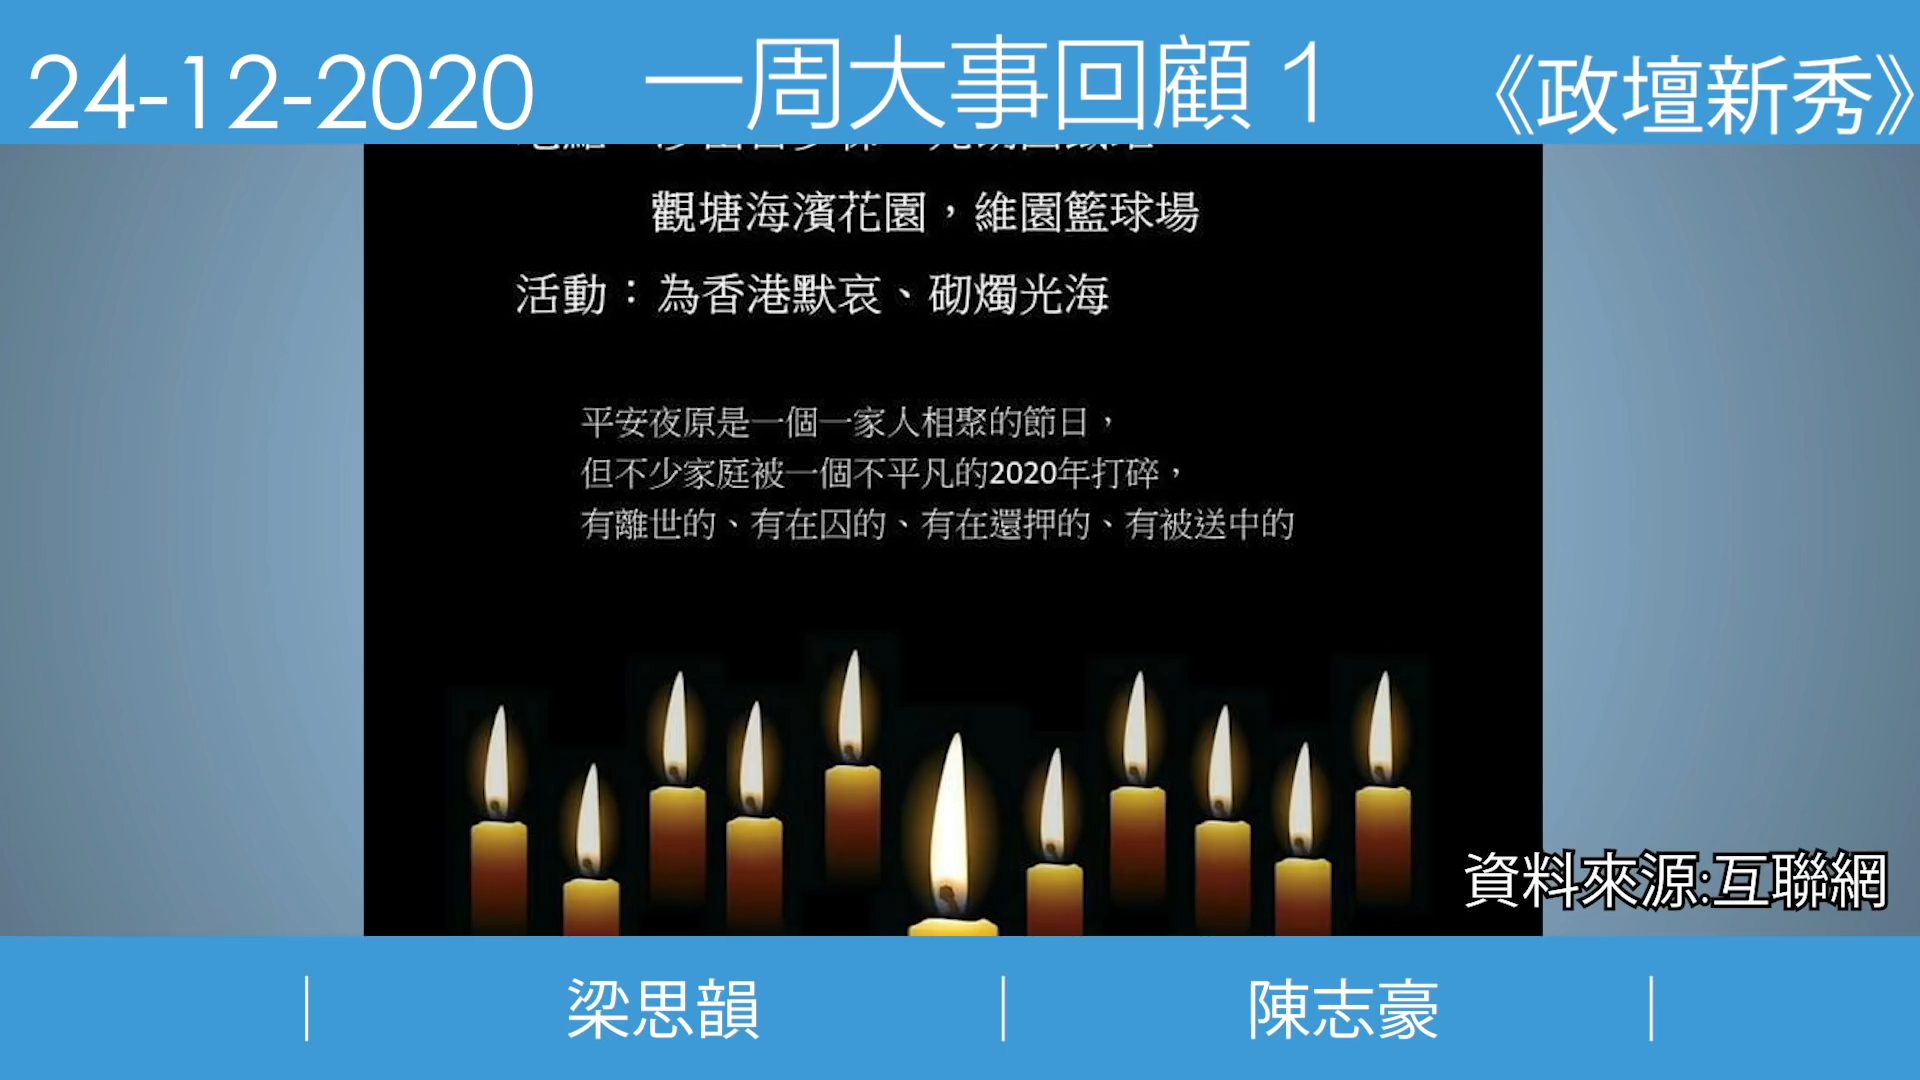 24-12-2020
一周大事回顧 1
《政壇新秀》
觀塘海濱花園，維園籃球場
活動：為香港默哀、砌燭光海
平安夜原是一個一家人相聚的節日，
但不少家庭被一個不平凡的2020年打碎，
有離世的、有在囚的、有在還押的、有被送中的
資料來源:互聯網
梁思韻
陳志豪